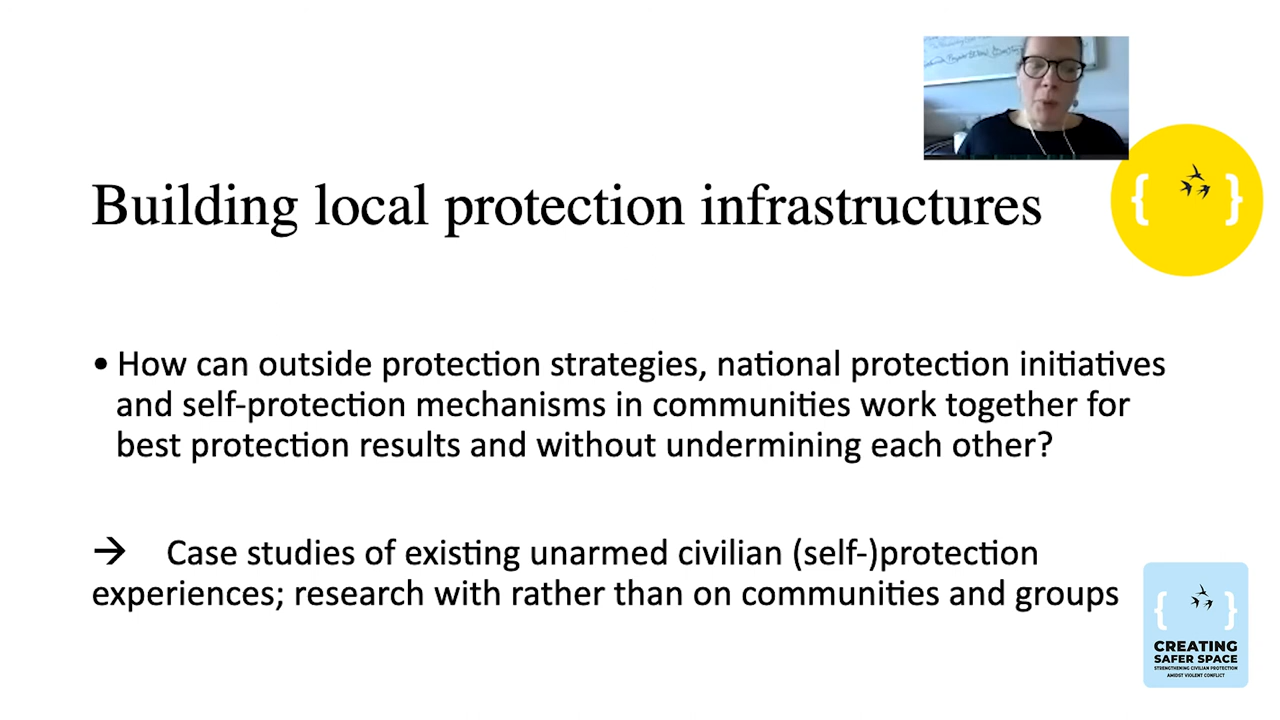 Building local protection infrastructures
• How can outside protection strategies, national protection initiatives
and self-protection mechanisms in communities work together for
best protection results and without undermining each other?
→ Case studies of existing unarmed civilian (self-)protection
experiences; research with rather than on communities and groups
{ }
{ }
CREATING
SAFER SPACE
STRENGTHENING CIVILIAN PROTECTION
AMIDST VIOLENT CONFLICT